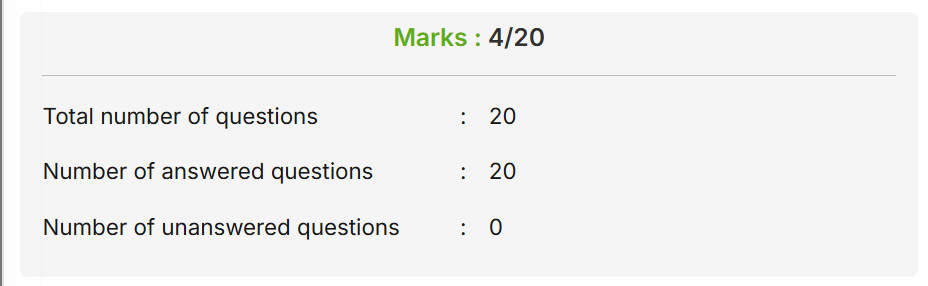 Marks : 4/20
Total number of questions : 20
Number of answered questions : 20
Number of unanswered questions : 0